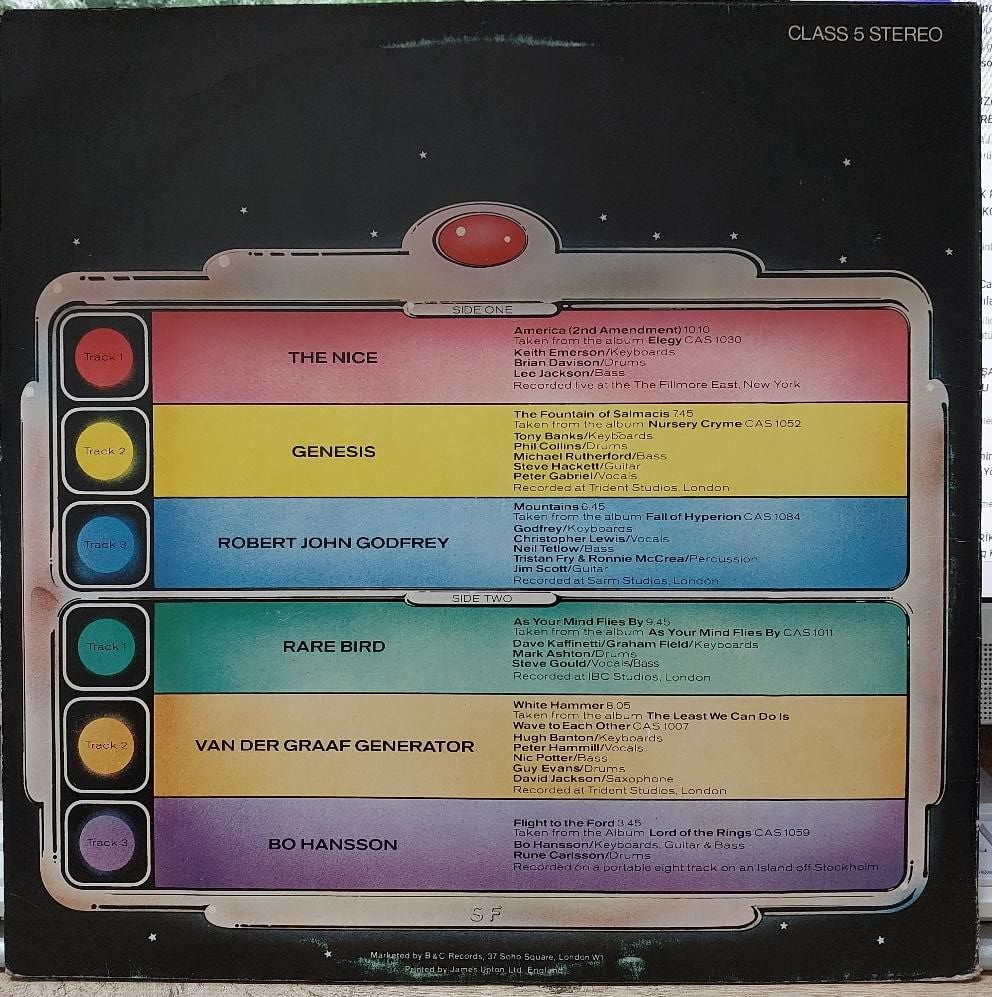 CLASS 5 STEREO
SIDE ONE
Track 1
THE NICE
America (2nd Amendment) 10.10
Taken from the album Elegy CAS 1030
Keith Emerson/Keyboards
Brian Davison/Drums
Lee Jackson/Bass
Recorded live at the The Fillmore East, New York
Track 2
GENESIS
The Fountain of Salmacis 7.45
Taken from the album Nursery Cryme CAS 1052
Tony Banks/Keyboards
Phil Collins/Drums
Michael Rutherford/Bass
Steve Hackett/Guitar
Peter Gabriel/Vocals
Recorded at Trident Studios, London
Track 3
ROBERT JOHN GODFREY
Mountains 6.45
Taken from the album Fall of Hyperion CAS 1084
Godfrey/Keyboards
Christopher Lewis/Vocals
Neil Tetlow/Bass
Tristan Fry & Ronnie McCrea/Percussion
Jim Scott/Guitar
Recorded at Sarm Studios, London
SIDE TWO
Track 1
RARE BIRD
As Your Mind Flies By 9.45
Taken from the album As Your Mind Flies By CAS 1011
Dave Kaffinetti/Graham Field/Keyboards
Mark Ashton/Drums
Steve Gould/Vocals/Bass
Recorded at IBC Studios, London
Track 2
VAN DER GRAAF GENERATOR
White Hammer 8.05
Taken from the album The Least We Can Do Is
Wave to Each Other CAS 1007
Hugh Banton/Keyboards
Peter Hammill/Vocals
Nic Potter/Bass
Guy Evans/Drums
David Jackson/Saxophone
Recorded at Trident Studios, London
Track 3
BO HANSSON
Flight to the Ford 3.45
Taken from the Album Lord of the Rings CAS 1059
Bo Hansson/Keyboards, Guitar & Bass
Rune Carlsson/Drums
Recorded on a portable eight track on an Island off Stockholm
SF
Marketed by B&C Records, 37 Soho Square, London W1
Printed by James Upton Ltd. England